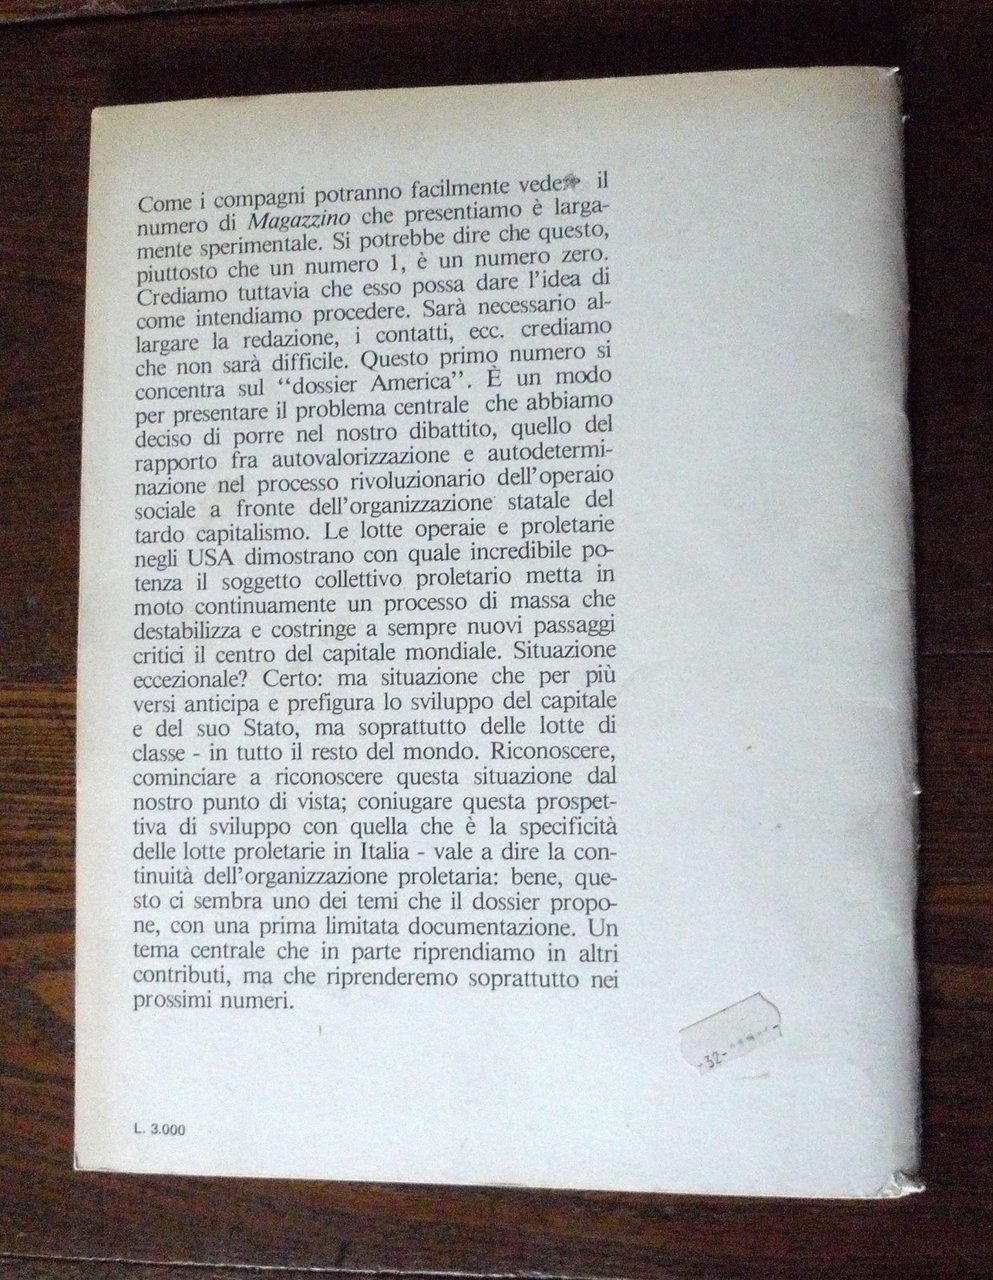 Come i compagni potranno facilmente vede il
numero di Magazzino che presentiamo è larga-
mente sperimentale. Si potrebbe dire che questo,
piuttosto che un numero 1, è un numero zero.
Crediamo tuttavia che esso possa dare l'idea di
come intendiamo procedere. Sarà necessario al-
largare la redazione, i contatti, ecc. crediamo
che non sarà difficile. Questo primo numero si
concentra sul "dossier America". È un modo
per presentare il problema centrale che abbiamo
deciso di porre nel nostro dibattito, quello del
rapporto fra autovalorizzazione e autodetermi-
nazione nel processo rivoluzionario dell'operaio
sociale a fronte dell'organizzazione statale del
tardo capitalismo. Le lotte operaie e proletarie
negli USA dimostrano con quale incredibile po-
tenza il soggetto collettivo proletario metta in
moto continuamente un processo di massa che
destabilizza e costringe a sempre nuovi passaggi
critici il centro del capitale mondiale. Situazione
eccezionale? Certo: ma situazione che per più
versi anticipa e prefigura lo sviluppo del capitale
e del suo Stato, ma soprattutto delle lotte di
classe - in tutto il resto del mondo. Riconoscere,
cominciare a riconoscere questa situazione dal
nostro punto di vista; coniugare questa prospet-
tiva di sviluppo con quella che è la specificità
delle lotte proletarie in Italia - vale a dire la con-
tinuità dell'organizzazione proletaria: bene, que-
sto ci sembra uno dei temi che il dossier propo-
ne, con una prima limitata documentazione. Un
tema centrale che in parte riprendiamo in altri
contributi, ma che riprenderemo soprattutto nei
prossimi numeri.
-32-
L. 3.000